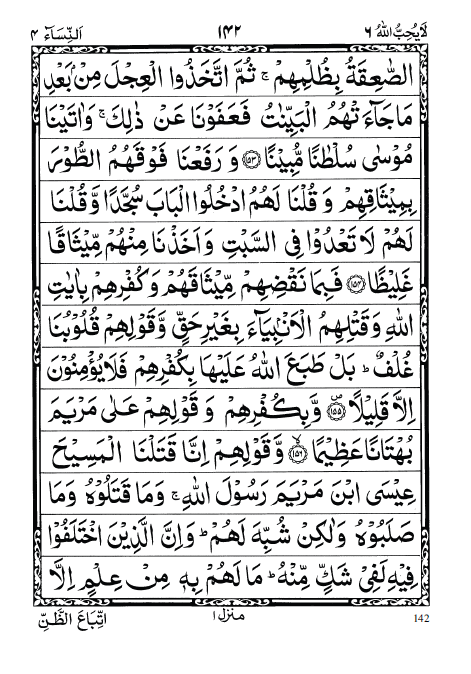 لَا يُحِبُّ اللّٰهُ ٦ ١٤٢ اَلنِّسَآء ٤
الصّٰعِقَةُ بِظُلْمِهِمْ ۚ ثُمَّ اتَّخَذُوا الْعِجْلَ مِنْۢ بَعْدِ
مَا جَآءَتْهُمُ الْبَيِّنٰتُ فَعَفَوْنَا عَنْ ذٰلِكَ ۚ وَاٰتَيْنَا
مُوْسٰى سُلْطٰنًا مُّبِيْنًا ﴿١٥٣﴾ وَ رَفَعْنَا فَوْقَهُمُ الطُّوْرَ
بِمِيْثَاقِهِمْ وَ قُلْنَا لَهُمُ ادْخُلُوا الْبَابَ سُجَّدًا وَّ قُلْنَا
لَهُمْ لَا تَعْدُوْا فِى السَّبْتِ وَ اَخَذْنَا مِنْهُمْ مِّيْثَاقًا
غَلِيْظًا ﴿١٥٤﴾ فَبِمَا نَقْضِهِمْ مِّيْثَاقَهُمْ وَ كُفْرِهِمْ بِاٰيٰتِ
اللّٰهِ وَقَتْلِهِمُ الْاَنْۢبِيَآءَ بِغَيْرِ حَقٍّ وَّقَوْلِهِمْ قُلُوْبُنَا
غُلْفٌ ؕ بَلْ طَبَعَ اللّٰهُ عَلَيْهَا بِكُفْرِهِمْ فَلَا يُؤْمِنُوْنَ
اِلَّا قَلِيْلًا ﴿١٥٥﴾ وَّبِكُفْرِهِمْ وَ قَوْلِهِمْ عَلٰى مَرْيَمَ
بُهْتَانًا عَظِيْمًا ﴿١٥٦﴾ وَّقَوْلِهِمْ اِنَّا قَتَلْنَا الْمَسِيْحَ
عِيْسَى ابْنَ مَرْيَمَ رَسُوْلَ اللّٰهِ ۚ وَمَا قَتَلُوْهُ وَمَا
صَلَبُوْهُ وَلٰكِنْ شُبِّهَ لَهُمْ ؕ وَاِنَّ الَّذِيْنَ اخْتَلَفُوْا
فِيْهِ لَفِىْ شَكٍّ مِّنْهُ ؕ مَا لَهُمْ بِهٖ مِنْ عِلْمٍ اِلَّا
142 منزل ١ اتِّبَاعَ الظَّنِّ